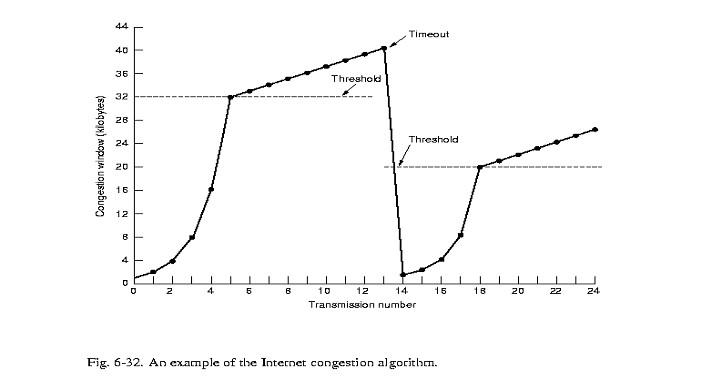 44
Timeout
40
36
Threshold
32
28
Threshold
24
20
16
12
8
4
0
Congestion window (kilobytes)
0 2 4 6 8 10 12 14 16 18 20 22 24
Transmission number
Fig. 6-32. An example of the Internet congestion algorithm.